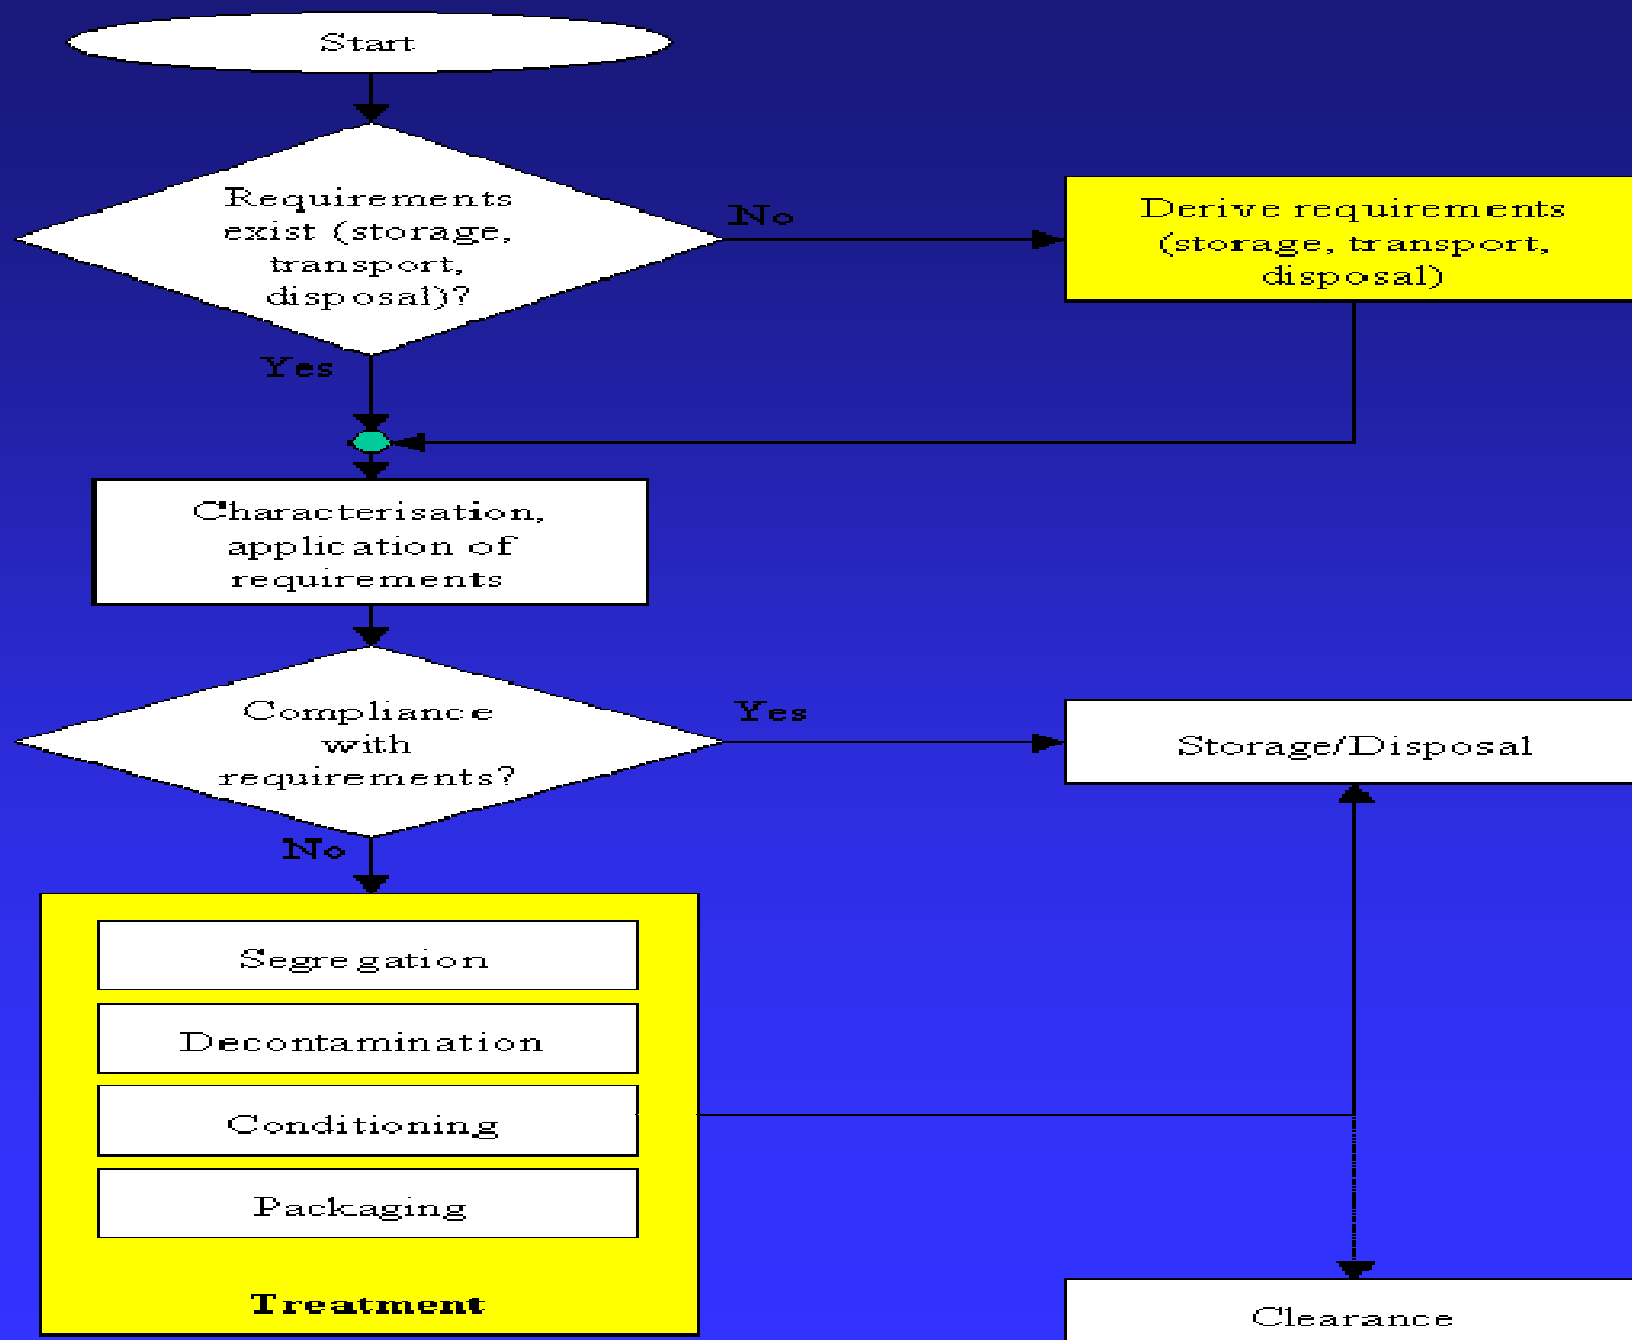 Start
Requirements
exist (storage,
transport,
disposal)?
No
Derive requirements
(storage, transport,
disposal)
Yes
Characterisation,
application of
requirements
Compliance
with
requirements?
Yes
Storage/Disposal
No
Segregation
Decontamination
Conditioning
Packaging
Treatment
Clearance